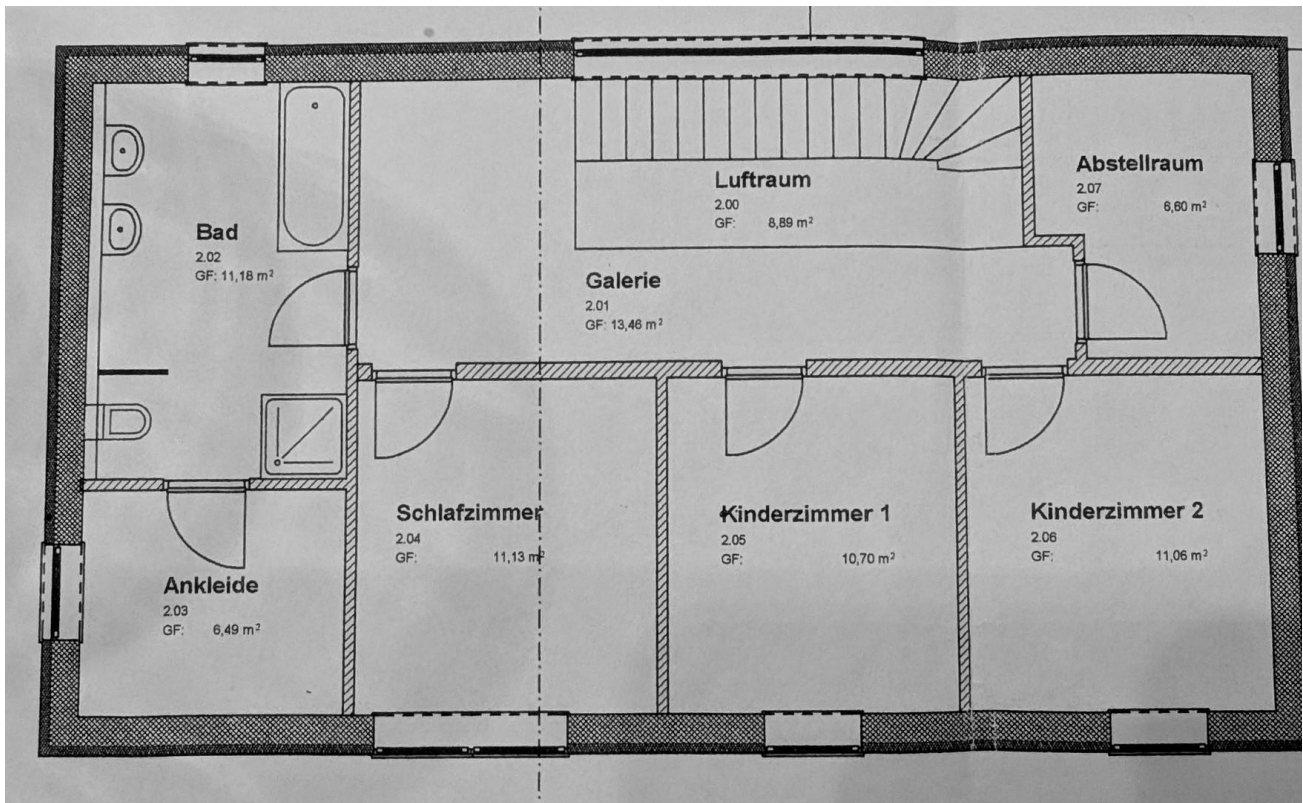 Luftraum
2.00
GF: 8,89 m²
Abstellraum
2.07
GF: 6,60 m²
Bad
2.02
GF: 11,18 m²
Galerie
2.01
GF: 13,46 m²
Schlafzimmer
2.04
GF: 11,13 m²
Kinderzimmer 1
2.05
GF: 10,70 m²
Kinderzimmer 2
2.06
GF: 11,06 m²
Ankleide
2.03
GF: 6,49 m²